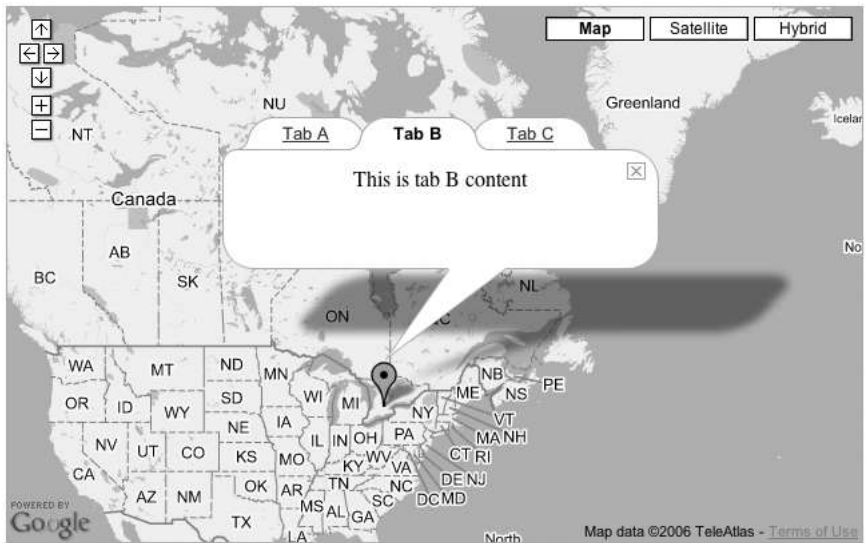 Map Satellite Hybrid
Greenland
Icelan
NU
NT
Tab A Tab B Tab C
This is tab B content
Canada
AB
BC
SK
No
NL
ON
C
WA
MT
ND
MN
OR
ID
WY
SD
WI
MI
NB
PE
ME
NS
NV
UT
CO
NE
IA
IL
IN
OH
PA
NY
VT
MA NH
CA
KS
MO
KY
WV
VA
CT RI
AZ
NM
OK
AR
TN
NC
DE NJ
DC MD
TX
MS
AL
GA
SC
LA
North
POWERED BY
Google
Map data ©2006 TeleAtlas - Terms of Use